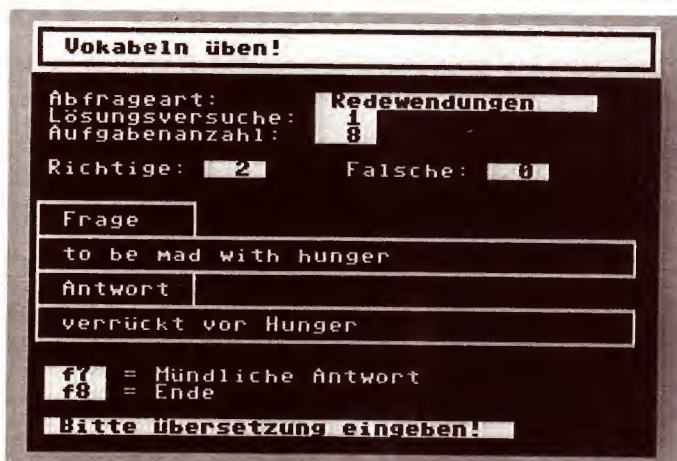 Vokabeln üben!
Abfrageart: Redewendungen
Lösungsversuche: 1
Aufgabenanzahl: 8
Richtige: 2 Falsche: 0
Frage
to be mad with hunger
Antwort
verrückt vor Hunger
f7 = Mündliche Antwort
f8 = Ende
Bitte Übersetzung eingeben!